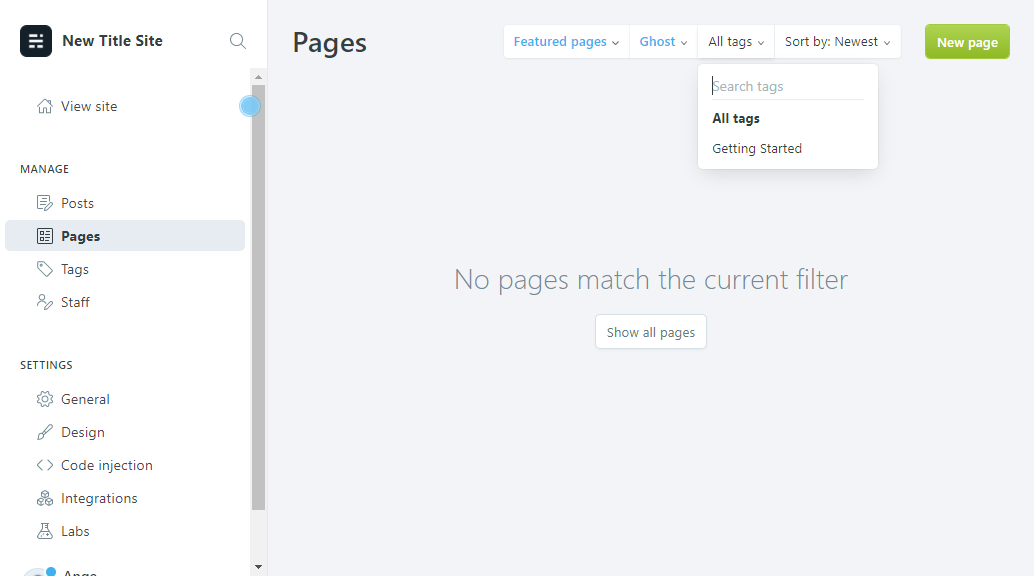 New Title Site
View site
MANAGE
Posts
Pages
Tags
Staff
SETTINGS
General
Design
Code injection
Integrations
Labs
Pages
Featured pages
Ghost
All tags
Sort by: Newest
New page
Search tags
All tags
Getting Started
No pages match the current filter
Show all pages